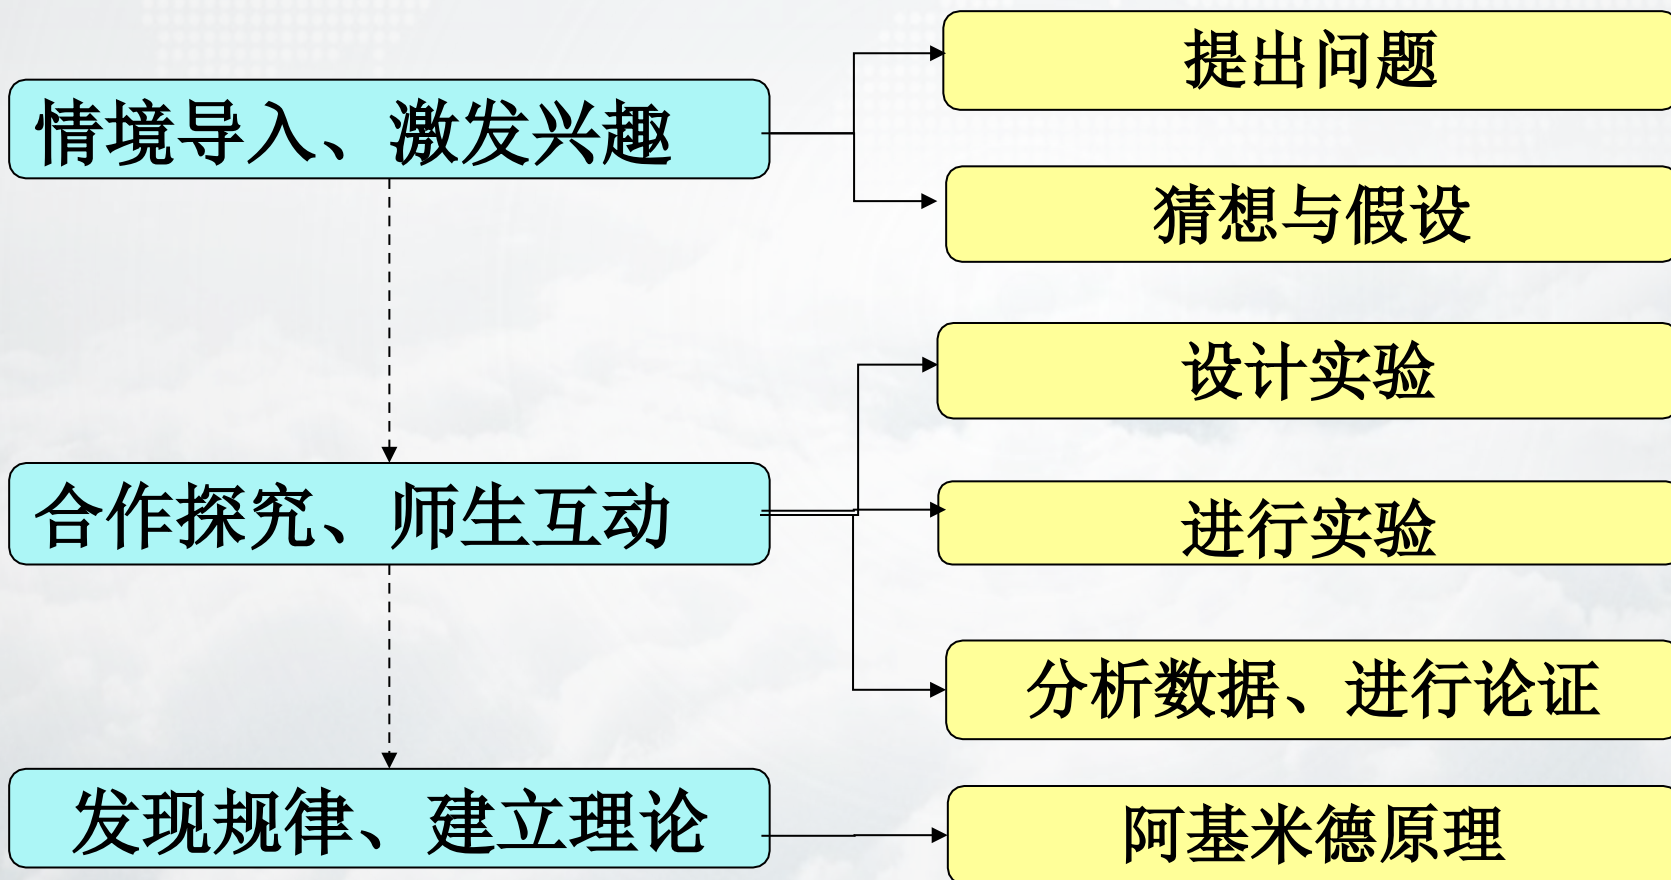 提出问题
情境导入、激发兴趣
猜想与假设
设计实验
合作探究、师生互动
进行实验
分析数据、进行论证
发现规律、建立理论
阿基米德原理